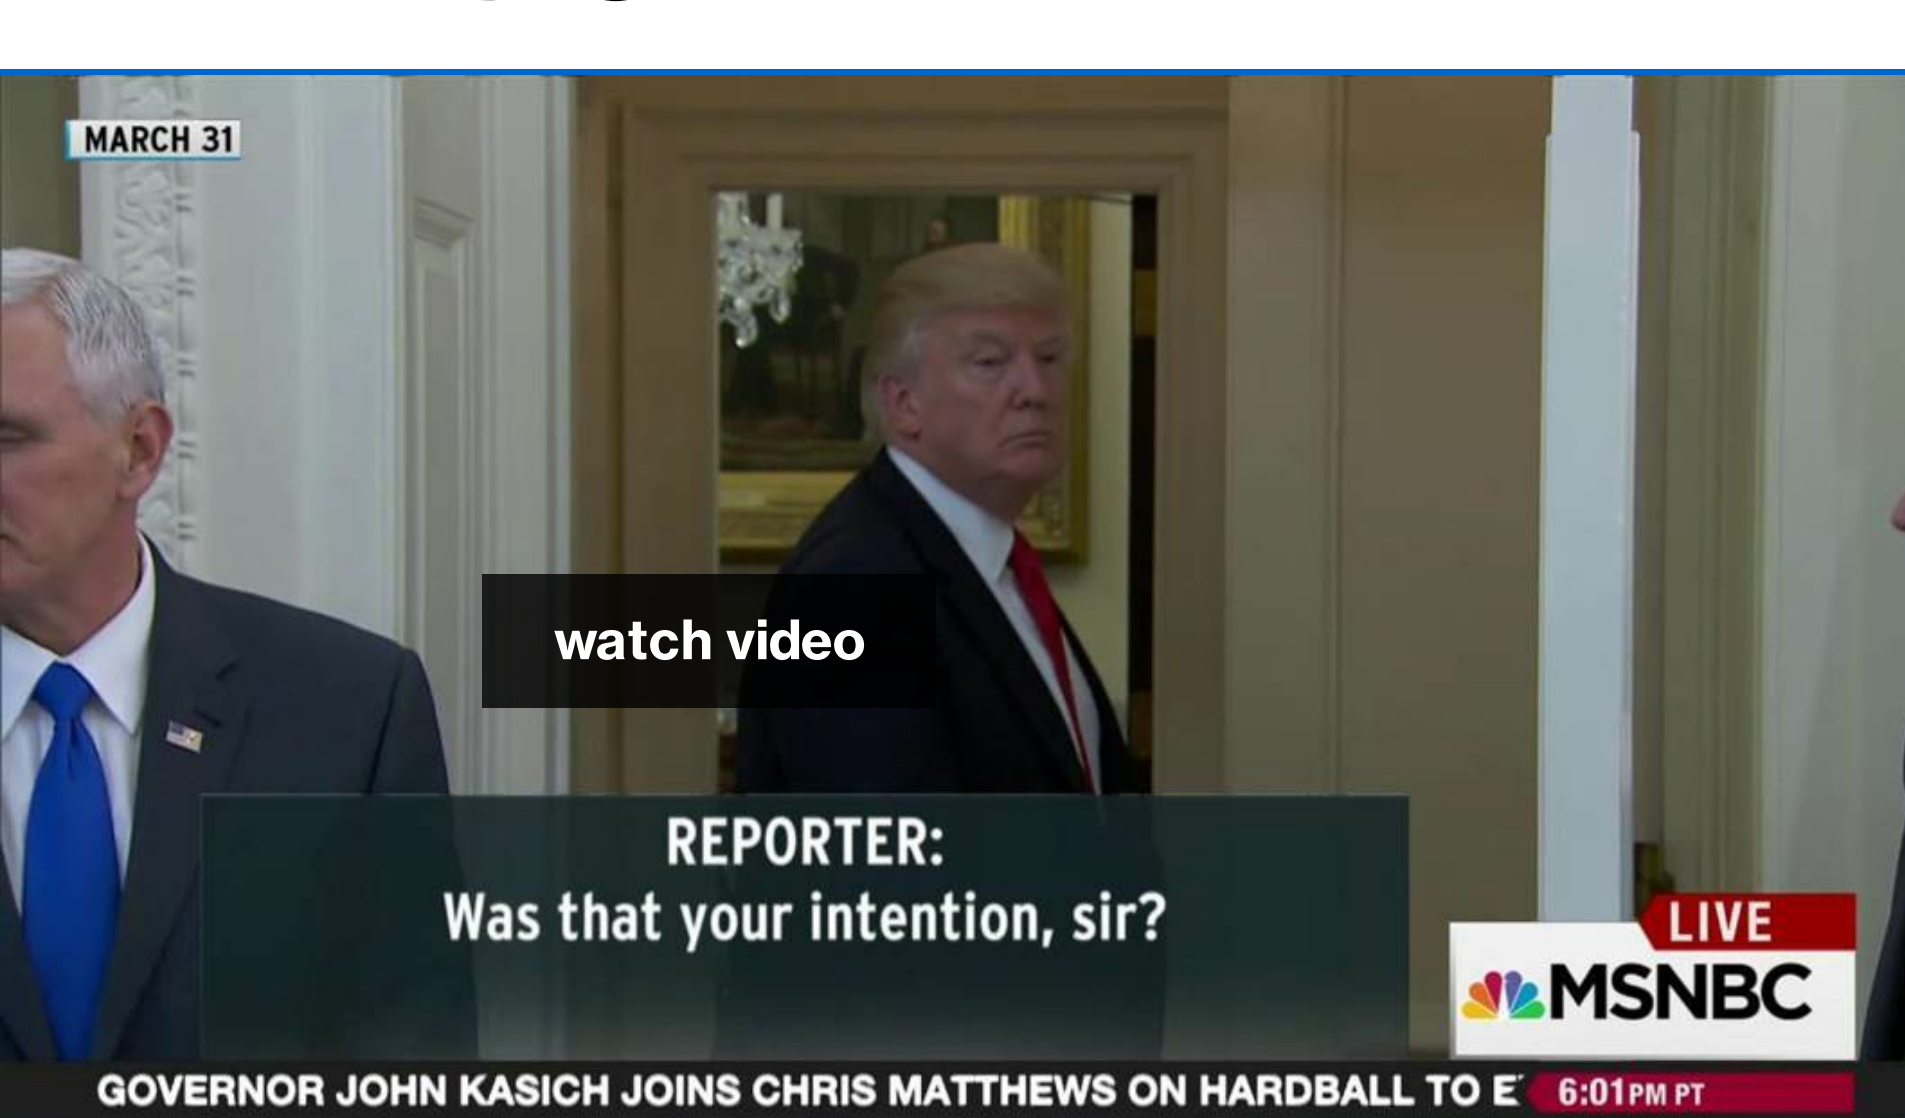 MARCH 31
watch video
REPORTER:
Was that your intention, sir?
LIVE
MSNBC
GOVERNOR JOHN KASICH JOINS CHRIS MATTHEWS ON HARDBALL TO
6:01PM PT